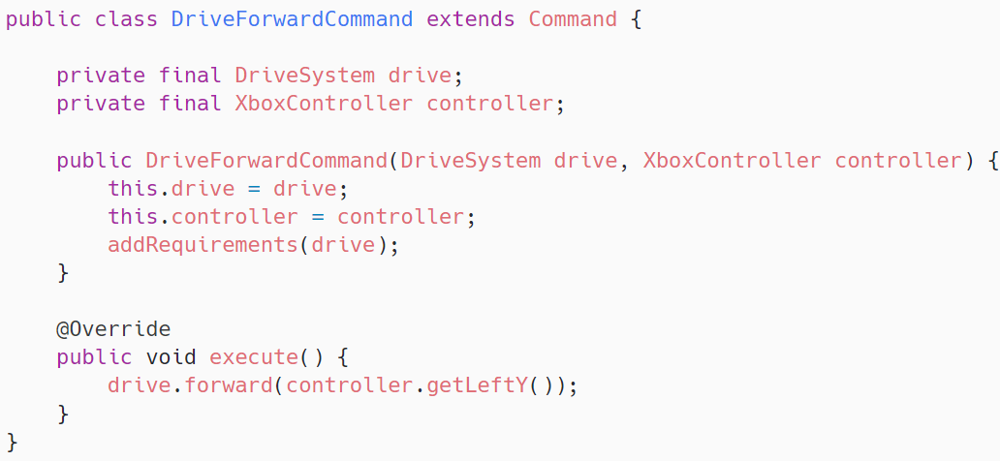 public class DriveForwardCommand extends Command {
    private final DriveSystem drive;
    private final XboxController controller;
    public DriveForwardCommand(DriveSystem drive, XboxController controller) {
        this.drive = drive;
        this.controller = controller;
        addRequirements(drive);
    }
    @Override
    public void execute() {
        drive.forward(controller.getLeftY());
    }
}